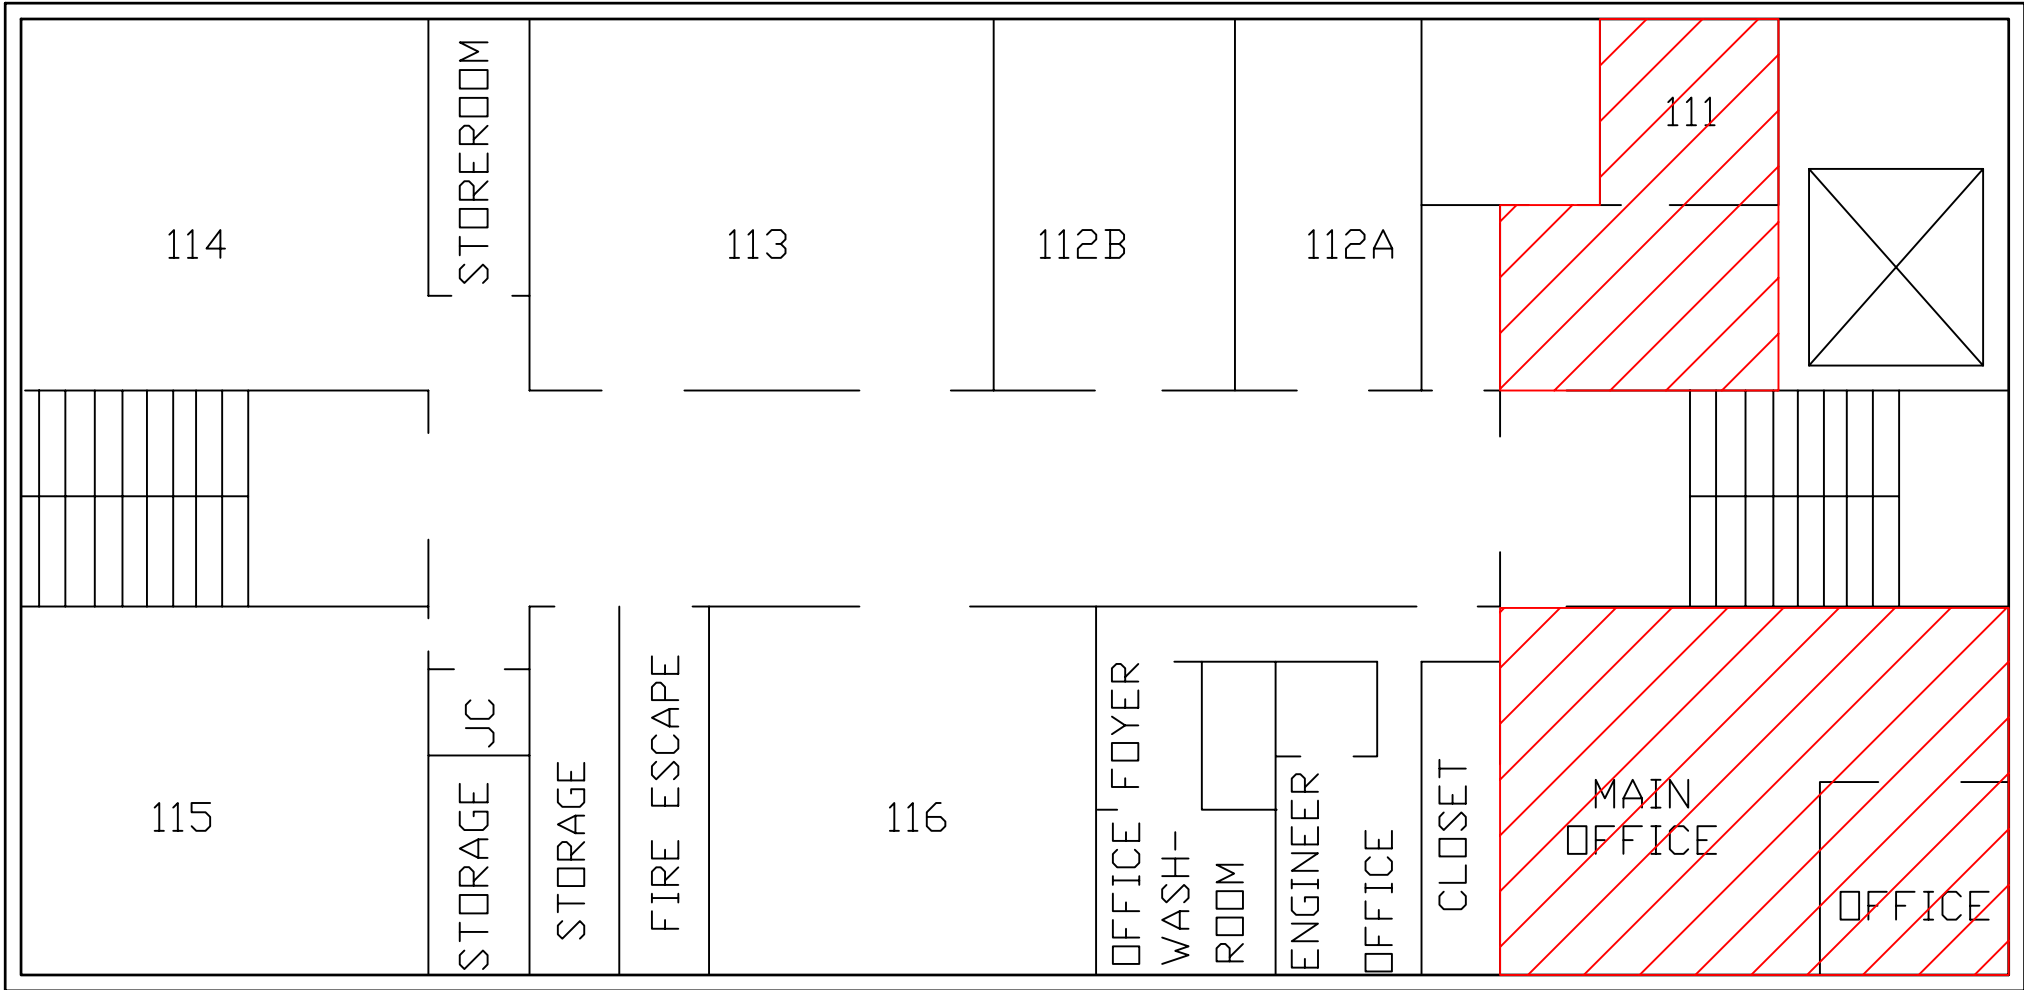 STOREROOM
111
114
113
112B
112A
JC
STORAGE
STORAGE
FIRE ESCAPE
115
116
OFFICE FOYER
WASH-
ROOM
ENGINEER
OFFICE
CLOSET
MAIN
OFFICE
OFFICE